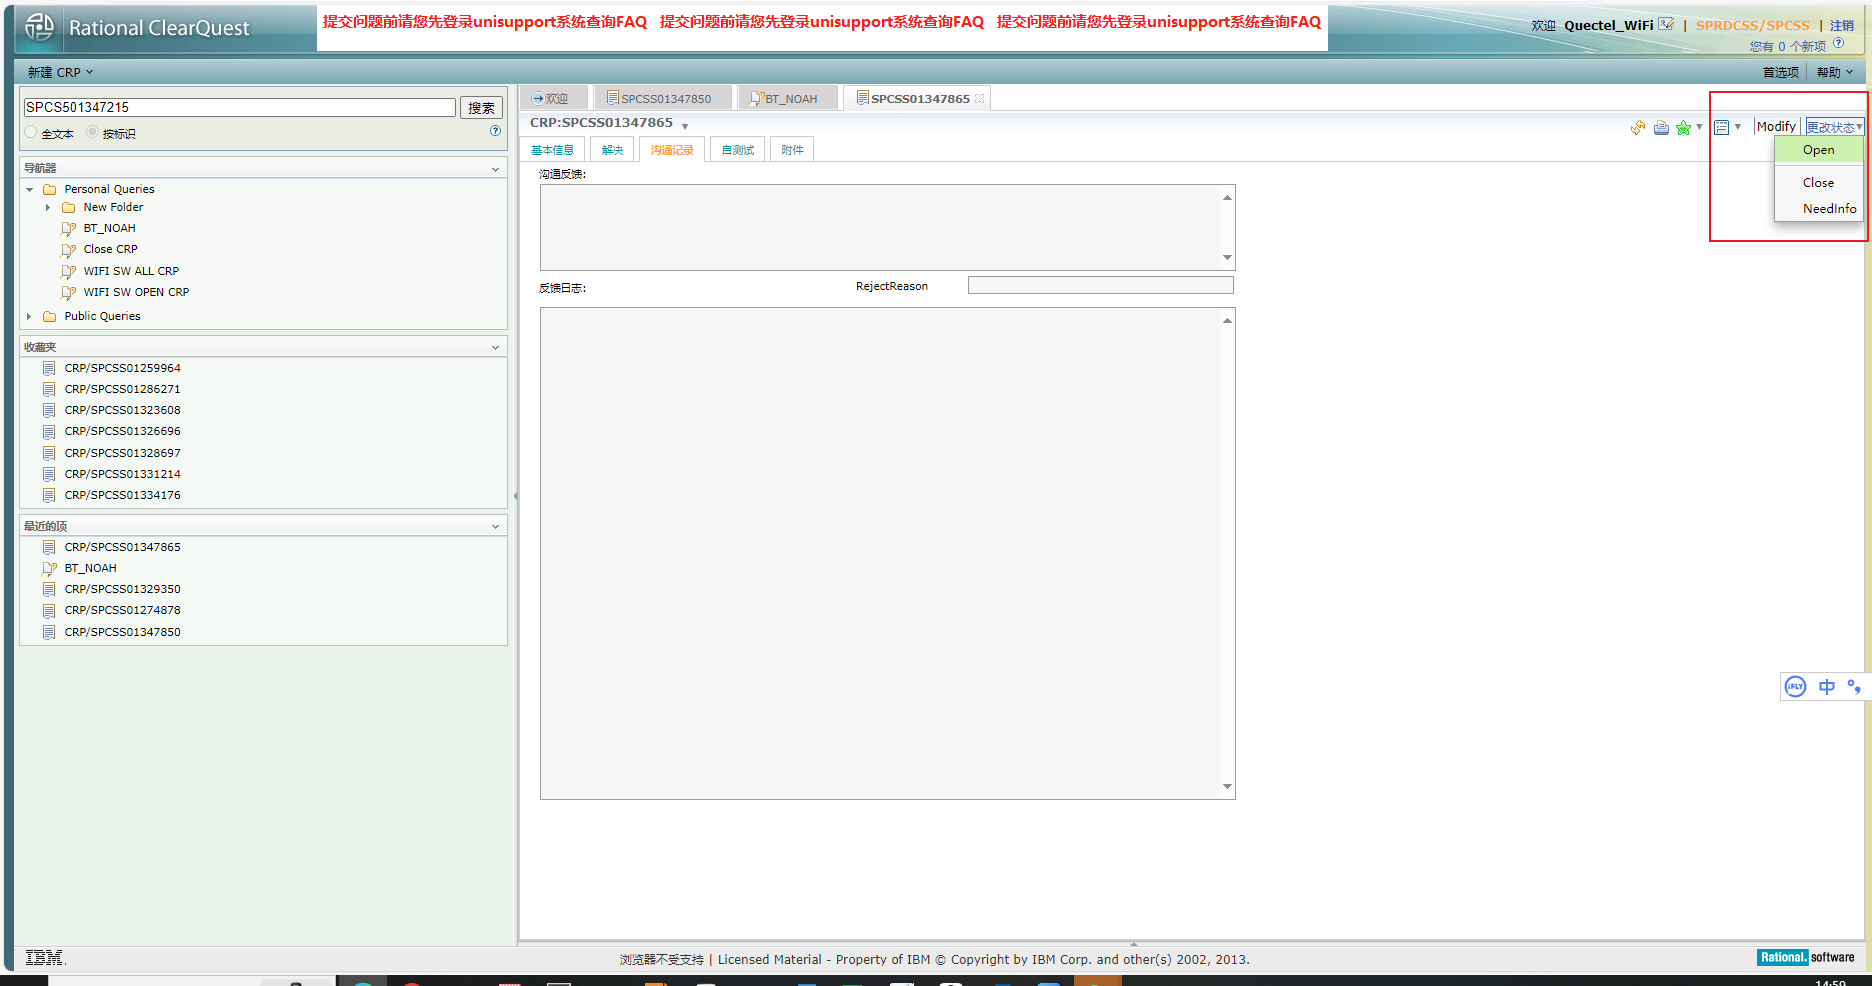 Rational ClearQuest
提交问题前请您先登录unisupport系统查询FAQ 提交问题前请您先登录unisupport系统查询FAQ 提交问题前请您先登录unisupport系统查询FAQ
欢迎 Quectel_WiFi | SPRDCSS/SPCSS | 注销
您有 0 个新项
新建 CRP
首选项 帮助
SPCS501347215
搜索
全文本 按标识
导航器
Personal Queries
New Folder
BT_NOAH
Close CRP
WIFI SW ALL CRP
WIFI SW OPEN CRP
Public Queries
收藏夹
CRP/SPCSS01259964
CRP/SPCSS01286271
CRP/SPCSS01323608
CRP/SPCSS01326696
CRP/SPCSS01328697
CRP/SPCSS01331214
CRP/SPCSS01334176
最近的项
CRP/SPCSS01347865
BT_NOAH
CRP/SPCSS01329350
CRP/SPCSS01274878
CRP/SPCSS01347850
欢迎 SPCSS01347850 BT_NOAH SPCSS01347865
CRP:SPCSS01347865
Modify 更改状态
Open
Close
NeedInfo
基本信息 解决 沟通记录 自测试 附件
沟通反馈:
反馈日志: RejectReason
iFLY 中
IBM
浏览器不受支持 | Licensed Material - Property of IBM © Copyright by IBM Corp. and other(s) 2002, 2013.
Rational. software
14:59